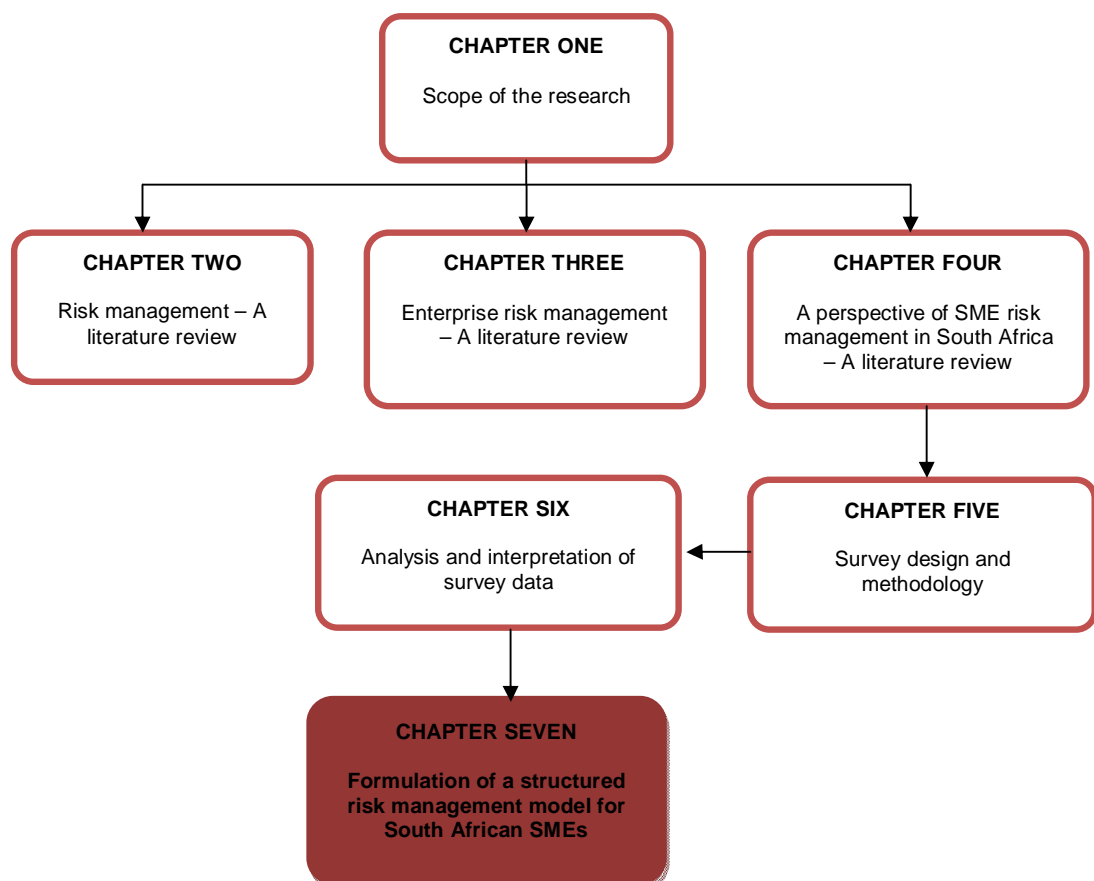 CHAPTER ONE
Scope of the research
CHAPTER TWO
Risk management – A
literature review
CHAPTER THREE
Enterprise risk management
– A literature review
CHAPTER FOUR
A perspective of SME risk
management in South Africa
– A literature review
CHAPTER SIX
Analysis and interpretation of
survey data
CHAPTER FIVE
Survey design and
methodology
CHAPTER SEVEN
Formulation of a structured
risk management model for
South African SMEs